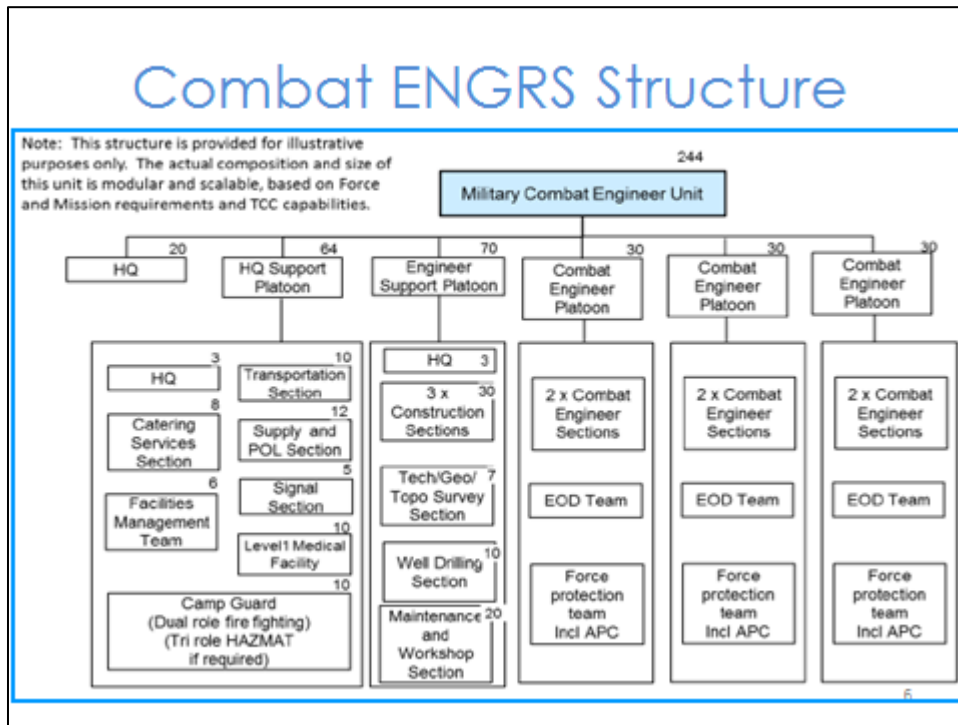 Combat ENGRS Structure
Note: This structure is provided for illustrative
purposes only. The actual composition and size of
this unit is modular and scalable, based on Force
and Mission requirements and TCC capabilities.
244
Military Combat Engineer Unit
20
HQ
64
HQ Support
Platoon
70
Engineer
Support Platoon
30
Combat
Engineer
Platoon
30
Combat
Engineer
Platoon
30
Combat
Engineer
Platoon
3
HQ
8
Catering
Services
Section
6
Facilities
Management
Team
10
Transportation
Section
12
Supply and
POL Section
5
Signal
Section
10
Level1 Medical
Facility
10
Camp Guard
(Dual role fire fighting)
(Tri role HAZMAT
if required)
HQ 3
3 x 30
Construction
Sections
Tech/Geo/ 7
Topo Survey
Section
Well Drilling 10
Section
Maintenance 20
and
Workshop
Section
2 x Combat
Engineer
Sections
EOD Team
Force
protection
team
Incl APC
2 x Combat
Engineer
Sections
EOD Team
Force
protection
team
Incl APC
2 x Combat
Engineer
Sections
EOD Team
Force
protection
team
Incl APC
6